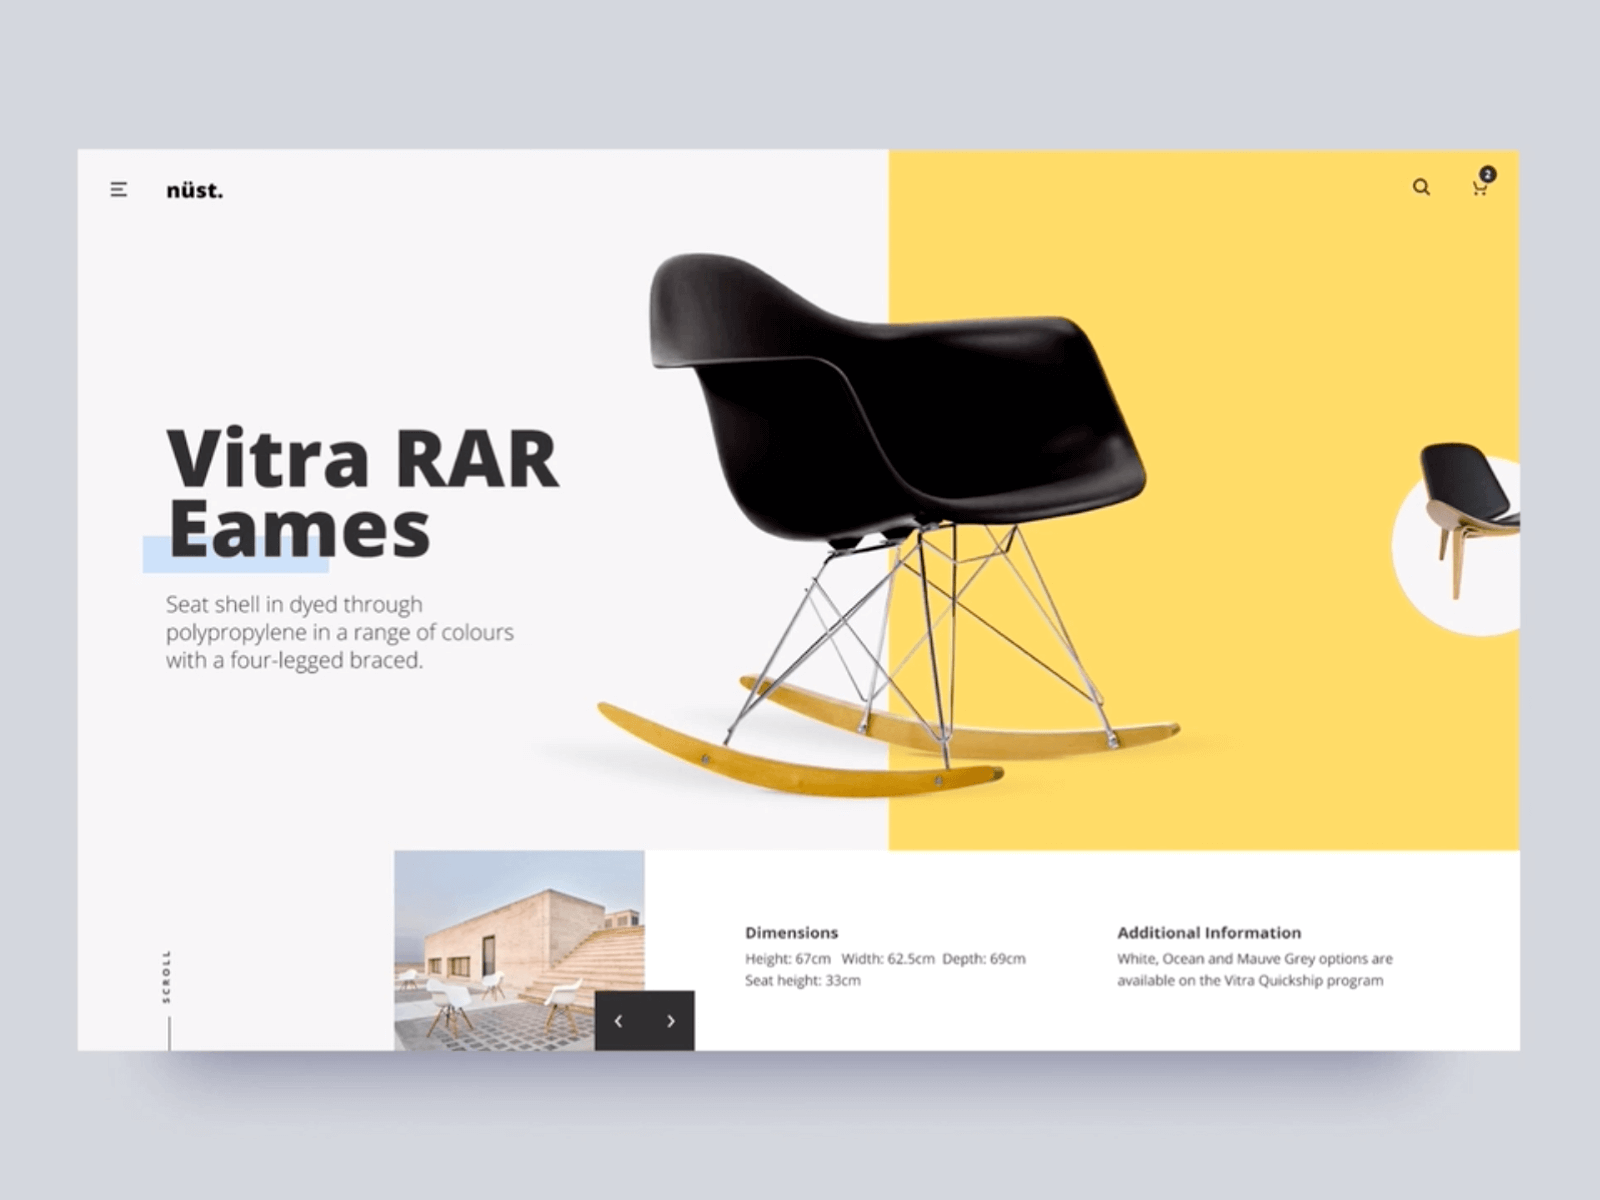 nüst.
2
Vitra RAR
Eames
Seat shell in dyed through
polypropylene in a range of colours
with a four-legged braced.
SCROLL
Dimensions
Height: 67cm Width: 62.5cm Depth: 69cm
Seat height: 33cm
Additional Information
White, Ocean and Mauve Grey options are
available on the Vitra Quickship program